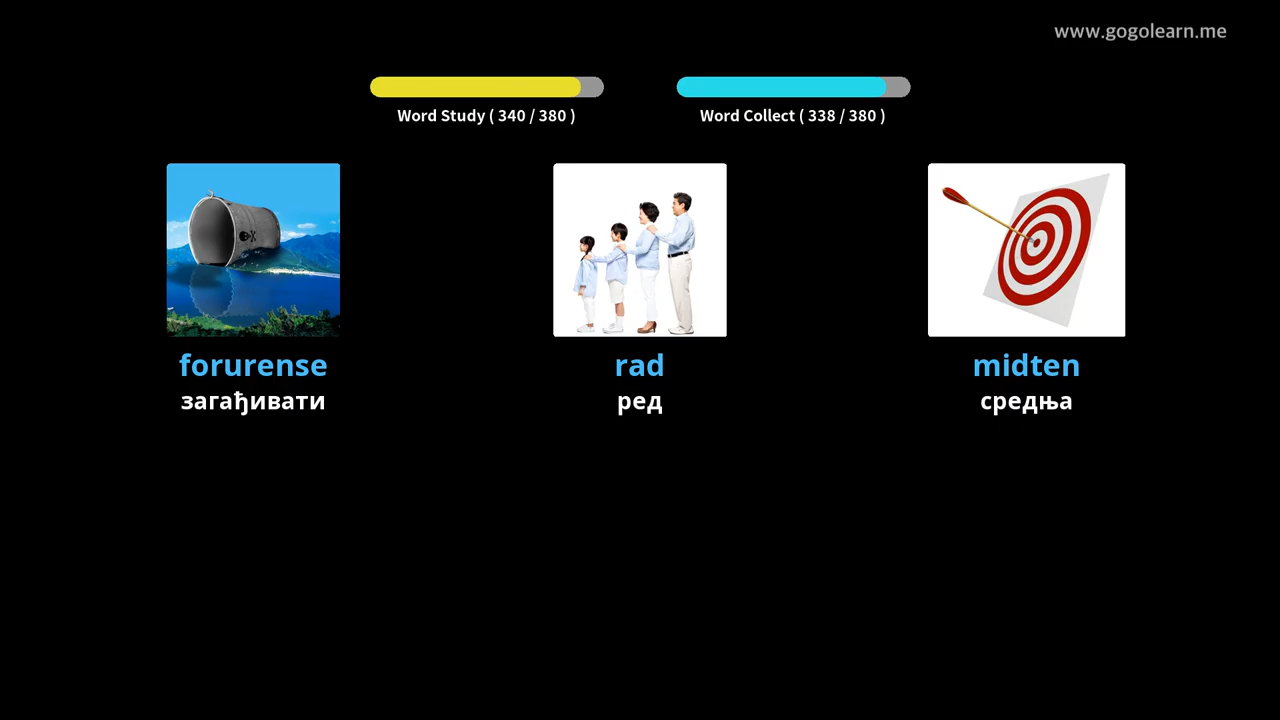 www.gogolearn.me
Word Study ( 340 / 380 )
Word Collect ( 338 / 380 )
forurense
rad
midten
загађивати
ред
средња